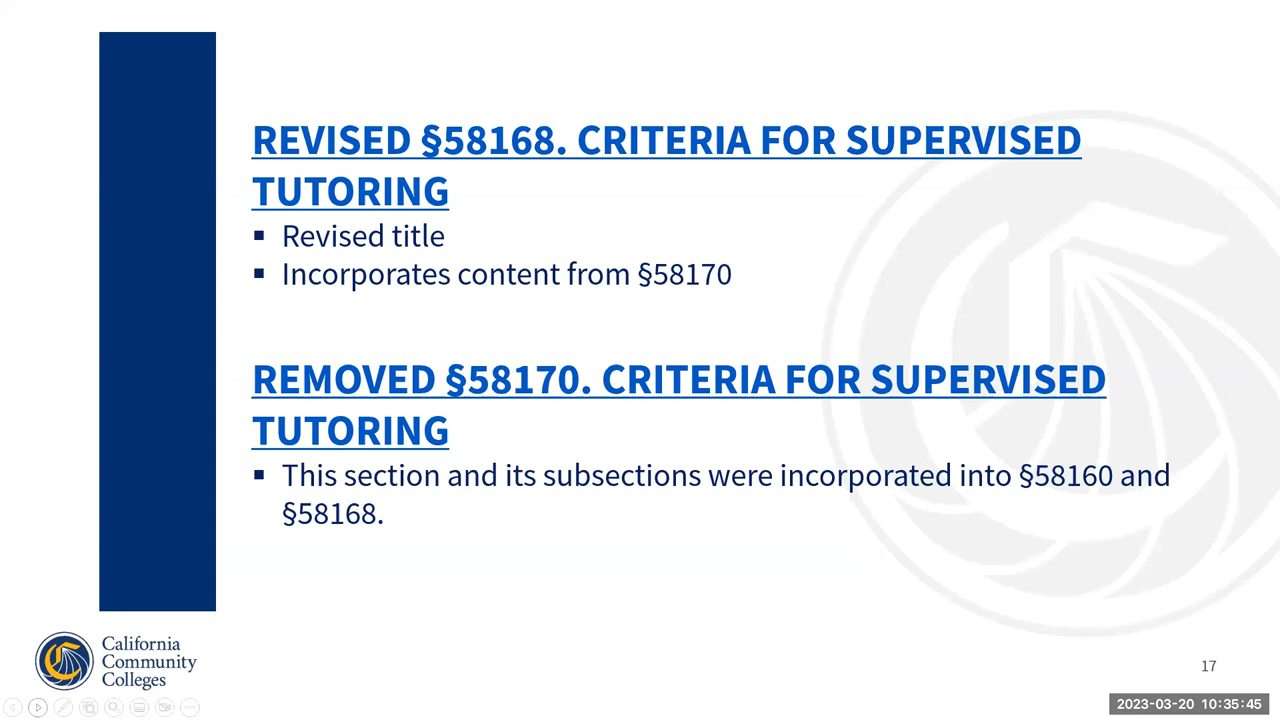 REVISED §58168. CRITERIA FOR SUPERVISED
TUTORING
▪ Revised title
▪ Incorporates content from §58170
REMOVED §58170. CRITERIA FOR SUPERVISED
TUTORING
▪ This section and its subsections were incorporated into §58160 and
§58168.
California
Community
Colleges
17
2023-03-20 10:35:45